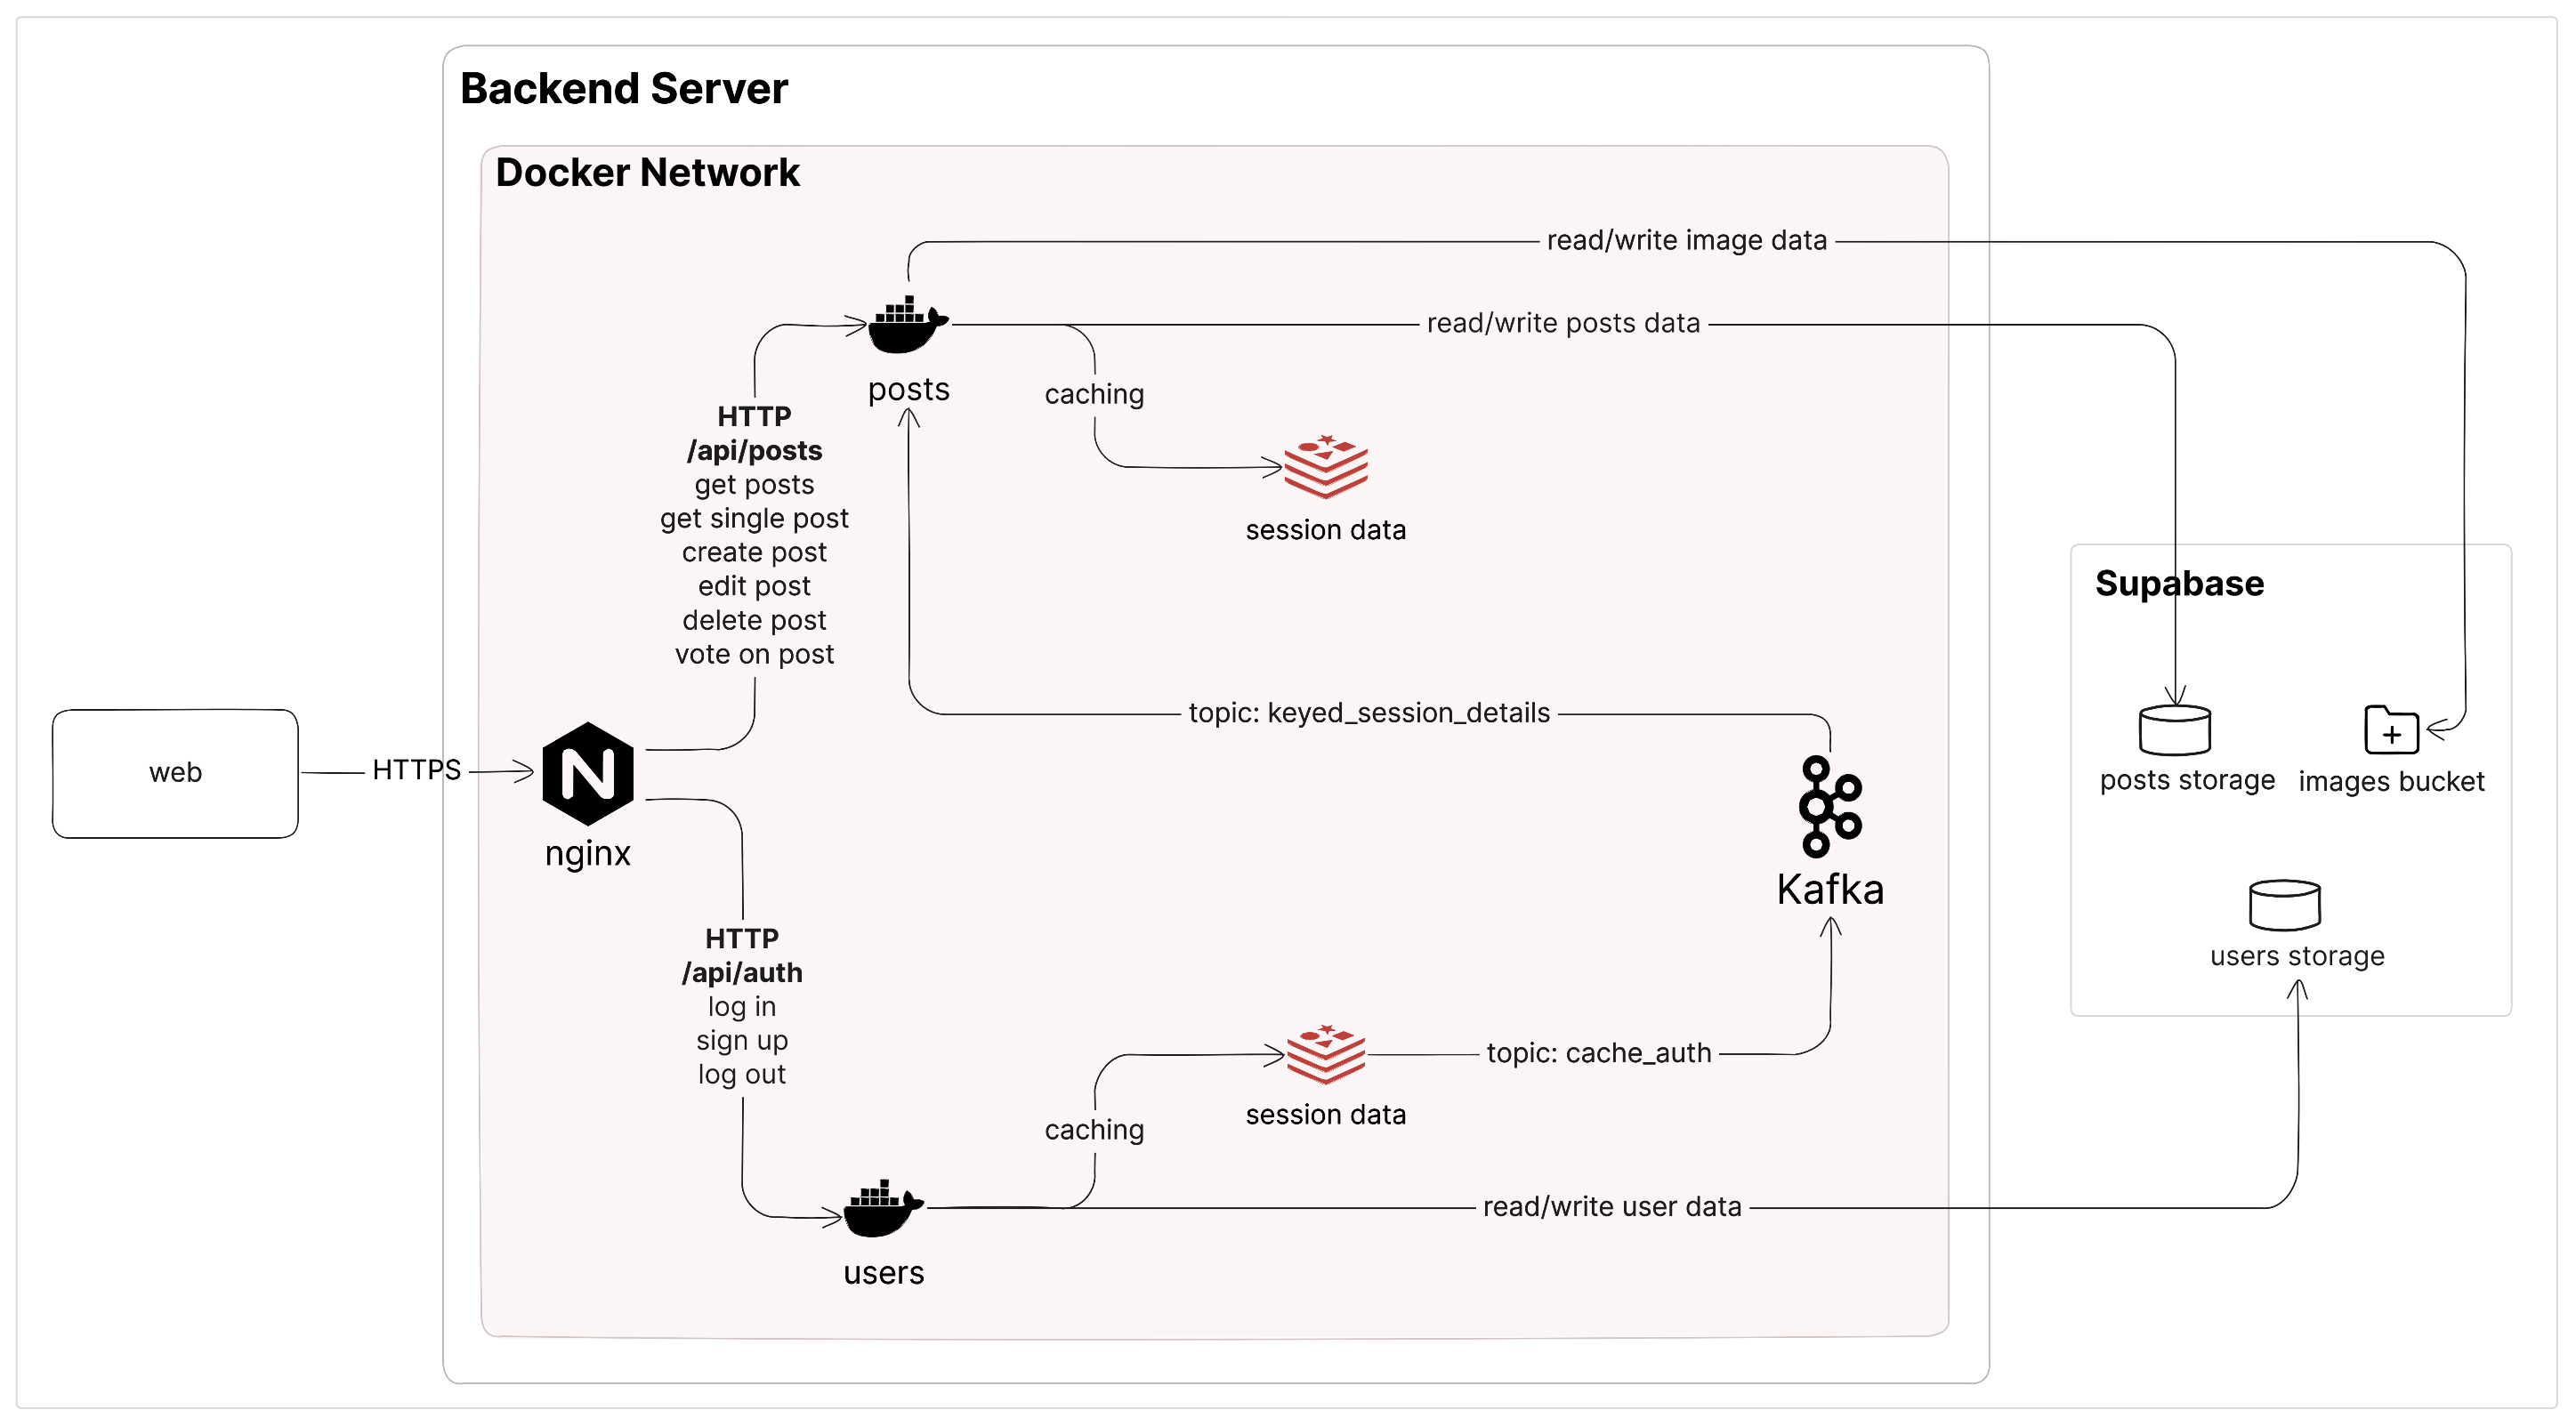 Backend Server
Docker Network
read/write image data
read/write posts data
posts
caching
session data
HTTP
/api/posts
get posts
get single post
create post
edit post
delete post
vote on post
topic: keyed_session_details
web
HTTPS
nginx
Kafka
Supabase
posts storage
images bucket
users storage
HTTP
/api/auth
log in
sign up
log out
caching
session data
topic: cache_auth
read/write user data
users